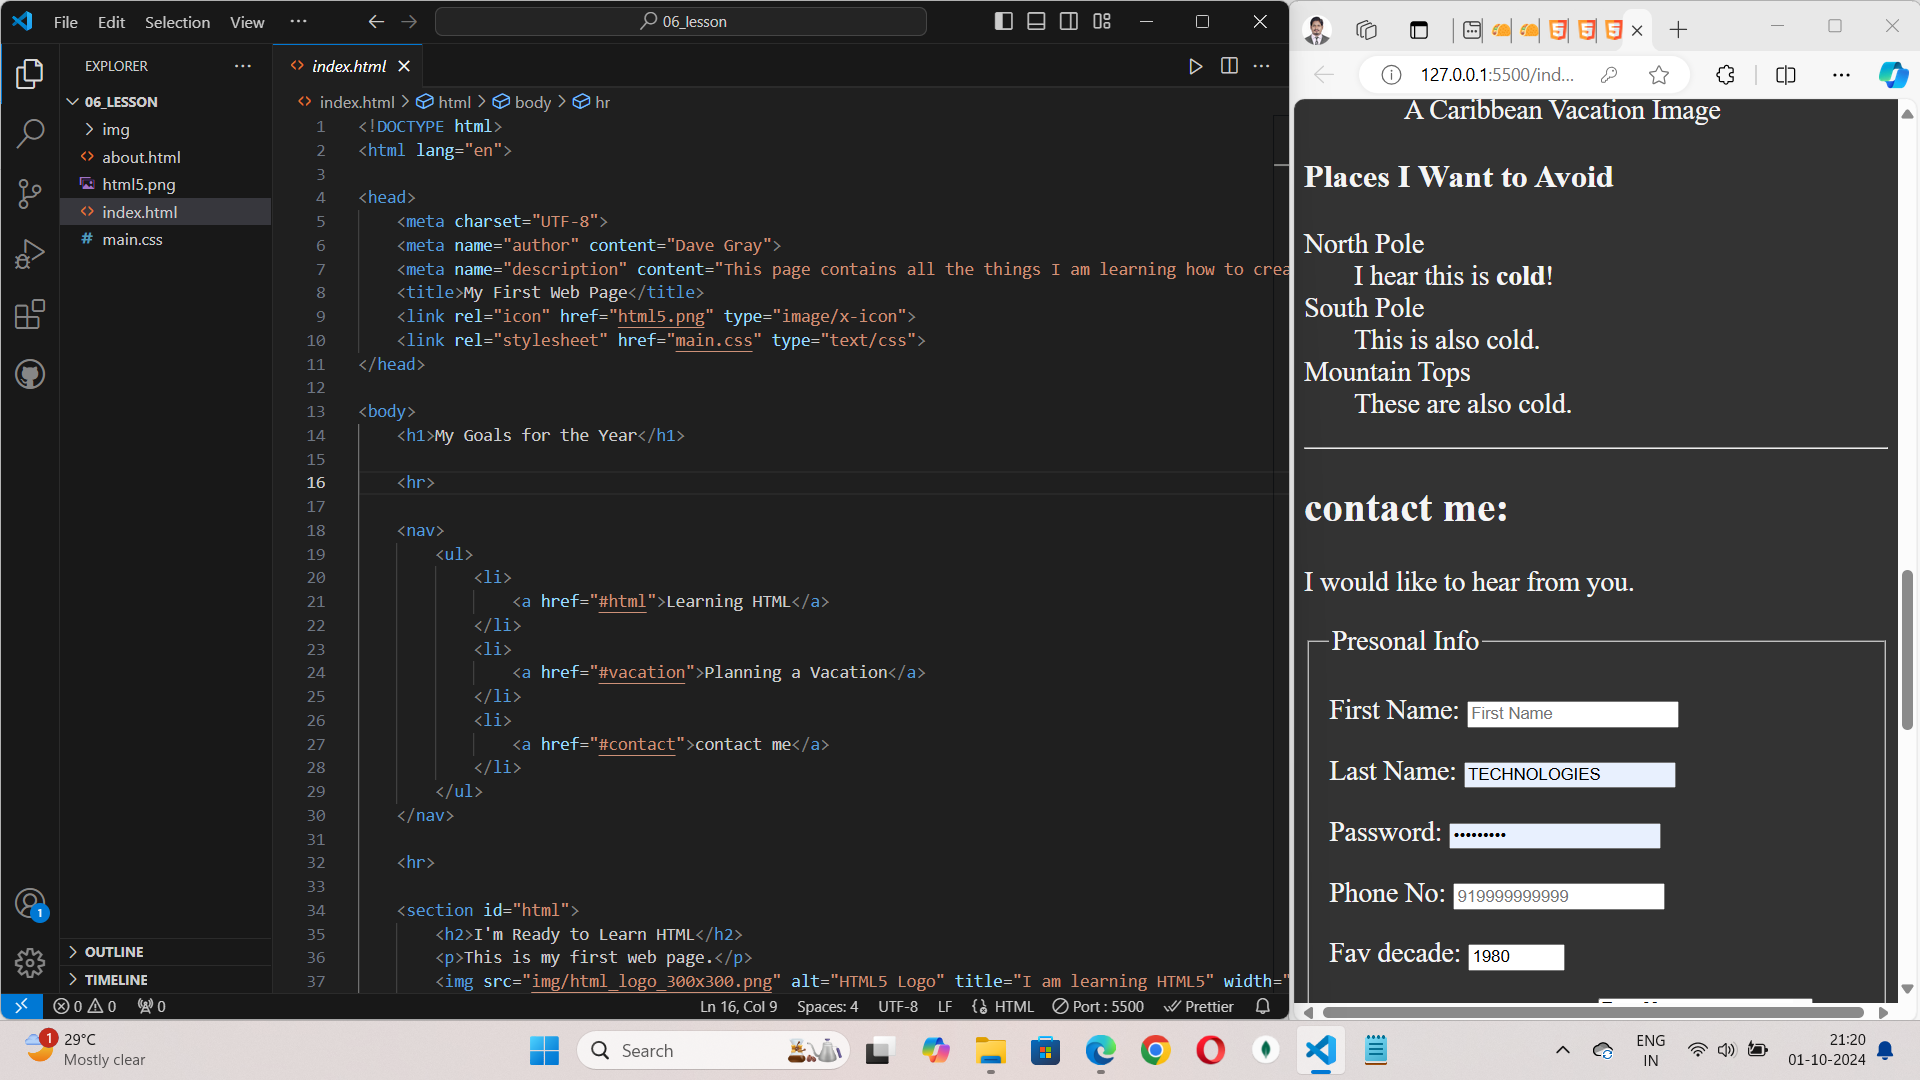 File Edit Selection View ··· 06_lesson
EXPLORER ···
06_LESSON
img
about.html
html5.png
index.html
main.css
OUTLINE
TIMELINE
index.html
index.html > html > body > hr
1 <!DOCTYPE html>
2 <html lang="en">
3
4 <head>
5 <meta charset="UTF-8">
6 <meta name="author" content="Dave Gray">
7 <meta name="description" content="This page contains all the things I am learning how to crea
8 <title>My First Web Page</title>
9 <link rel="icon" href="html5.png" type="image/x-icon">
10 <link rel="stylesheet" href="main.css" type="text/css">
11 </head>
12
13 <body>
14 <h1>My Goals for the Year</h1>
15
16 <hr>
17
18 <nav>
19 <ul>
20 <li>
21 <a href="#html">Learning HTML</a>
22 </li>
23 <li>
24 <a href="#vacation">Planning a Vacation</a>
25 </li>
26 <li>
27 <a href="#contact">contact me</a>
28 </li>
29 </ul>
30 </nav>
31
32 <hr>
33
34 <section id="html">
35 <h2>I'm Ready to Learn HTML</h2>
36 <p>This is my first web page.</p>
37 <img src="img/html_logo_300x300.png" alt="HTML5 Logo" title="I am learning HTML5" width="
1
0 0 0 Ln 16, Col 9 Spaces: 4 UTF-8 LF HTML Port : 5500 Prettier
127.0.0.1:5500/ind...
A Caribbean Vacation Image
Places I Want to Avoid
North Pole
I hear this is cold!
South Pole
This is also cold.
Mountain Tops
These are also cold.
contact me:
I would like to hear from you.
Presonal Info
First Name: First Name
Last Name: TECHNOLOGIES
Password: •••••••••
Phone No: 919999999999
Fav decade: 1980
1 29°C
Mostly clear
Search
ENG
IN
21:20
01-10-2024